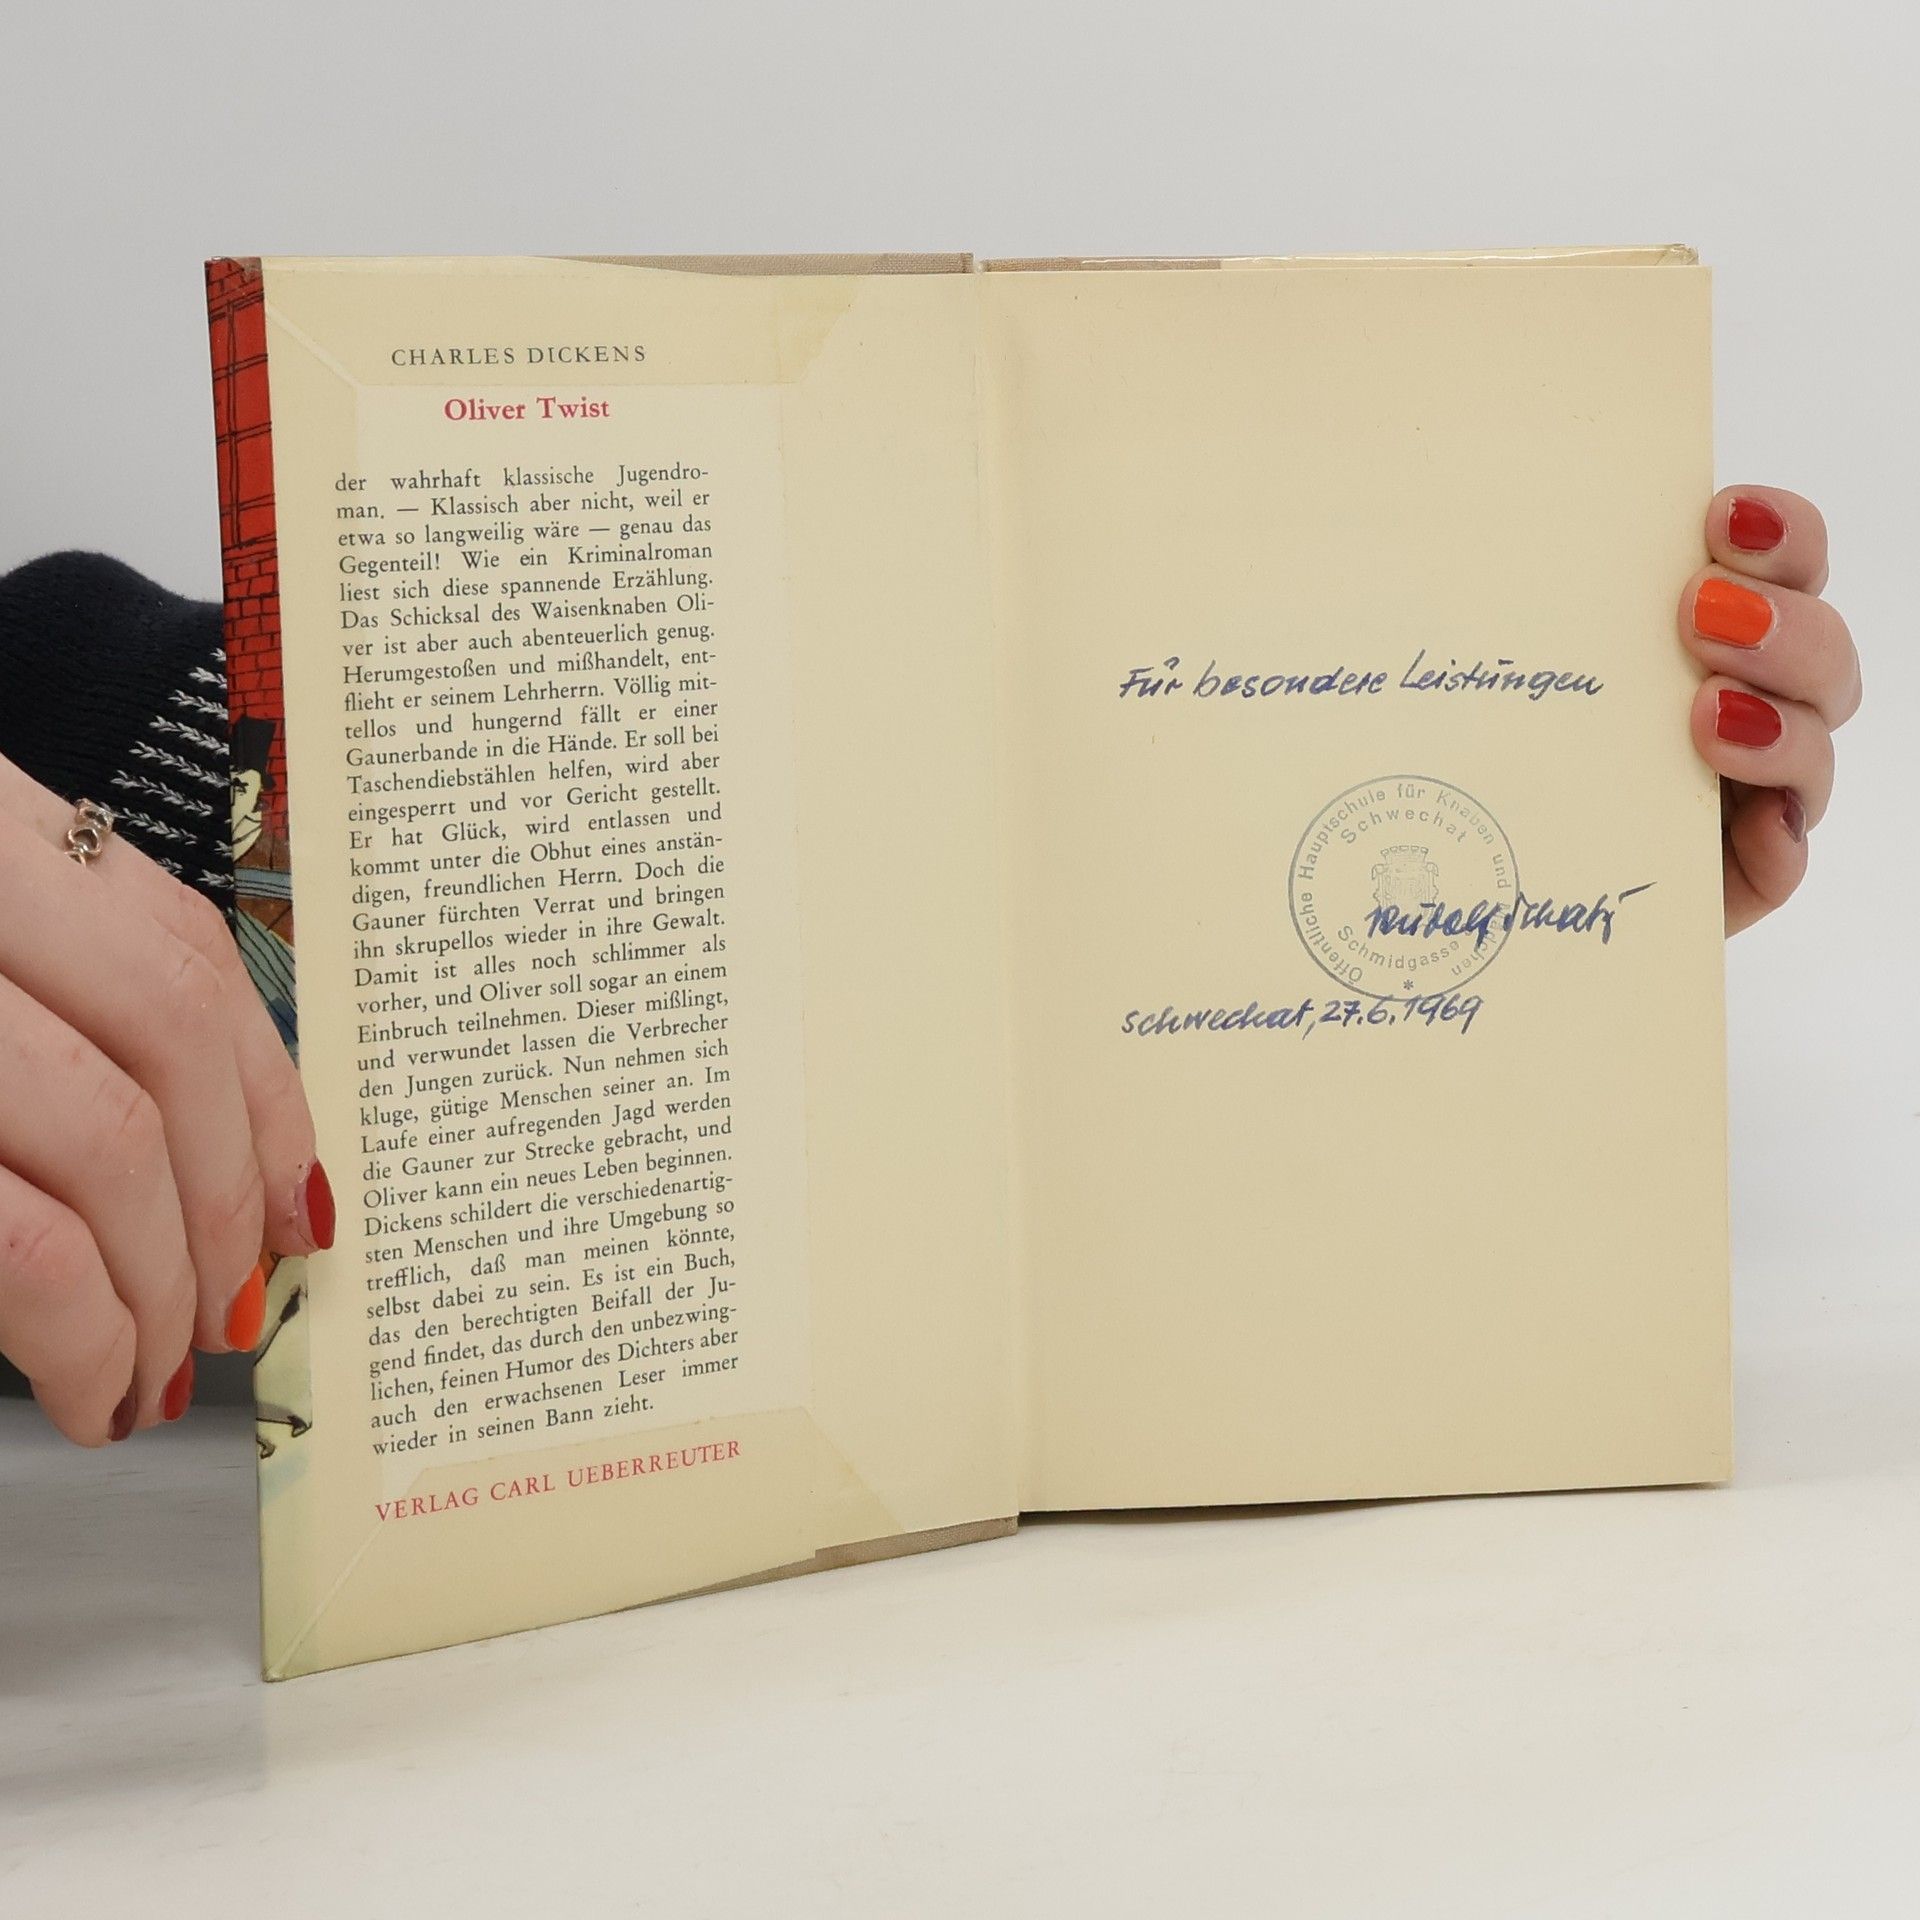 CHARLES DICKENS
Oliver Twist
der wahrhaft klassische Jugendro-
man. — Klassisch aber nicht, weil er
etwa so langweilig wäre — genau das
Gegenteil! Wie ein Kriminalroman
liest sich diese spannende Erzählung.
Das Schicksal des Waisenknaben Oli-
ver ist aber auch abenteuerlich genug.
Herumgestoßen und mißhandelt, ent-
flieht er seinem Lehrherrn. Völlig mit-
tellos und hungernd fällt er einer
Gaunerbande in die Hände. Er soll bei
Taschendiebstählen helfen, wird aber
eingesperrt und vor Gericht gestellt.
Er hat Glück, wird entlassen und
kommt unter die Obhut eines anstän-
digen, freundlichen Herrn. Doch die
Gauner fürchten Verrat und bringen
ihn skrupellos wieder in ihre Gewalt.
Damit ist alles noch schlimmer als
vorher, und Oliver soll sogar an einem
Einbruch teilnehmen. Dieser mißlingt,
und verwundet lassen die Verbrecher
den Jungen zurück. Nun nehmen sich
kluge, gütige Menschen seiner an. Im
Laufe einer aufregenden Jagd werden
die Gauner zur Strecke gebracht, und
Oliver kann ein neues Leben beginnen.
Dickens schildert die verschiedenartig-
sten Menschen und ihre Umgebung so
trefflich, daß man meinen könnte,
selbst dabei zu sein. Es ist ein Buch,
das den berechtigten Beifall der Ju-
gend findet, das durch den unbezwing-
lichen, feinen Humor des Dichters aber
auch den erwachsenen Leser immer
wieder in seinen Bann zieht.
VERLAG CARL UEBERREUTER
Für besondere Leistungen
Öffentliche Hauptschule für Knaben und Mädchen
Schwechat
Schmidgasse
Rudolf
Schwechat, 27.6.1969